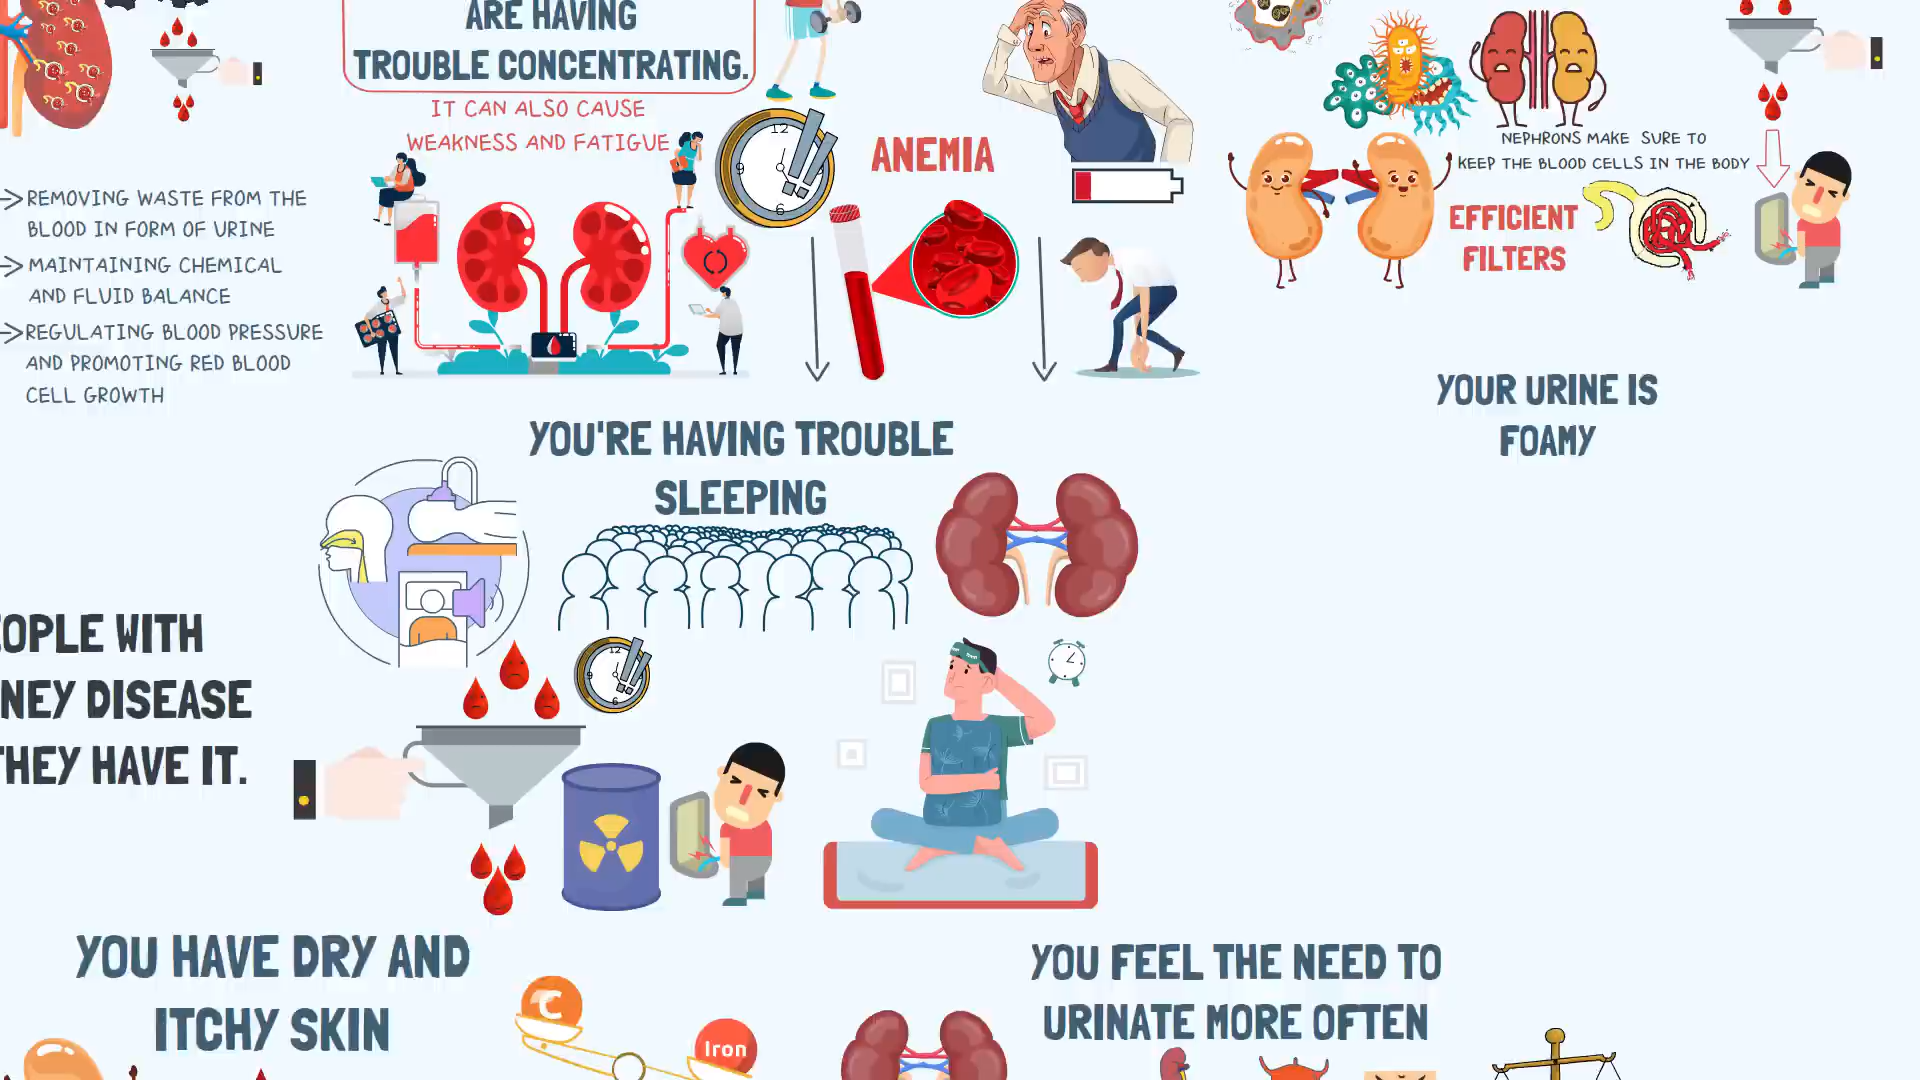 ARE HAVING
TROUBLE CONCENTRATING.
IT CAN ALSO CAUSE
WEAKNESS AND FATIGUE
ANEMIA
NEPHRONS MAKE SURE TO
KEEP THE BLOOD CELLS IN THE BODY
EFFICIENT
FILTERS
REMOVING WASTE FROM THE
BLOOD IN FORM OF URINE
MAINTAINING CHEMICAL
AND FLUID BALANCE
REGULATING BLOOD PRESSURE
AND PROMOTING RED BLOOD
CELL GROWTH
YOUR URINE IS
FOAMY
YOU'RE HAVING TROUBLE
SLEEPING
OPLE WITH
NEY DISEASE
THEY HAVE IT.
YOU HAVE DRY AND
ITCHY SKIN
C
Iron
YOU FEEL THE NEED TO
URINATE MORE OFTEN